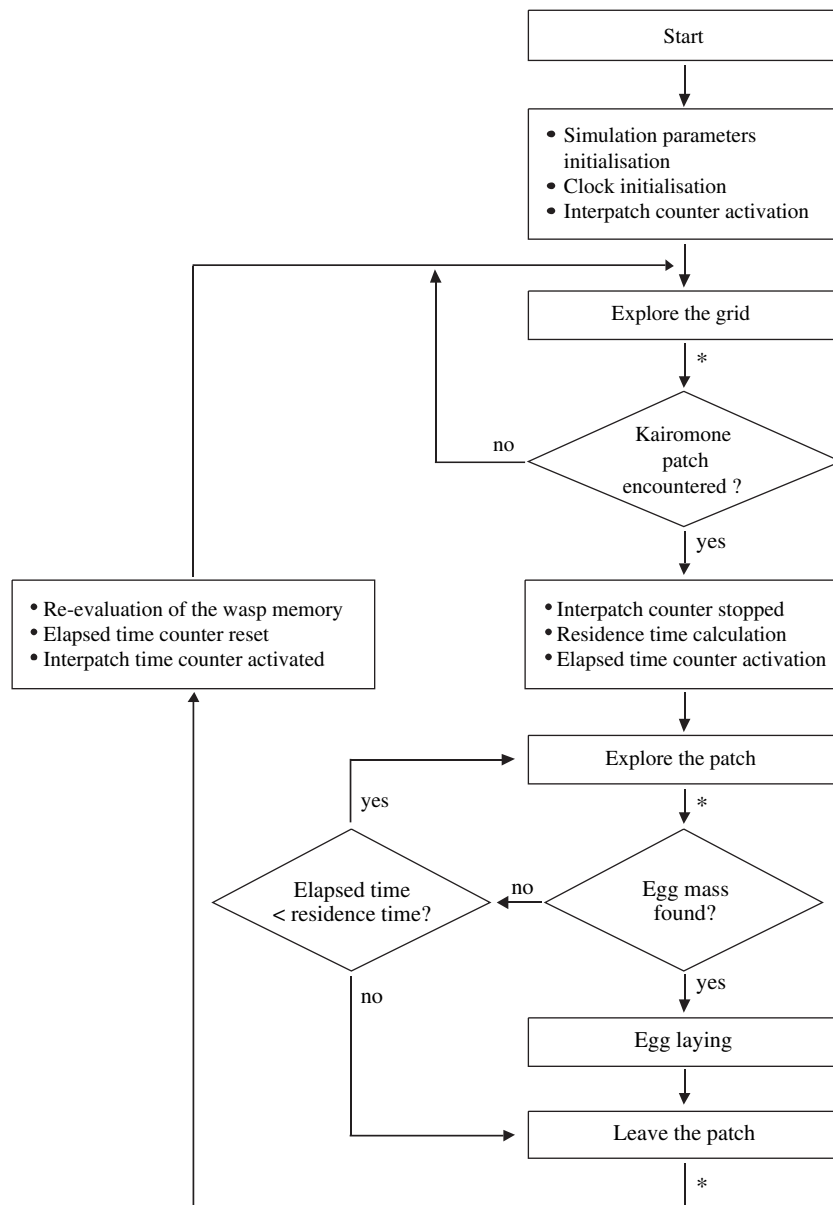 Start
• Simulation parameters
initialisation
• Clock initialisation
• Interpatch counter activation
Explore the grid
*
Kairomone
patch
encountered ?
no
yes
• Re-evaluation of the wasp memory
• Elapsed time counter reset
• Interpatch time counter activated
• Interpatch counter stopped
• Residence time calculation
• Elapsed time counter activation
Explore the patch
yes
*
Elapsed time
< residence time?
no
Egg mass
found?
no
yes
Egg laying
Leave the patch
*